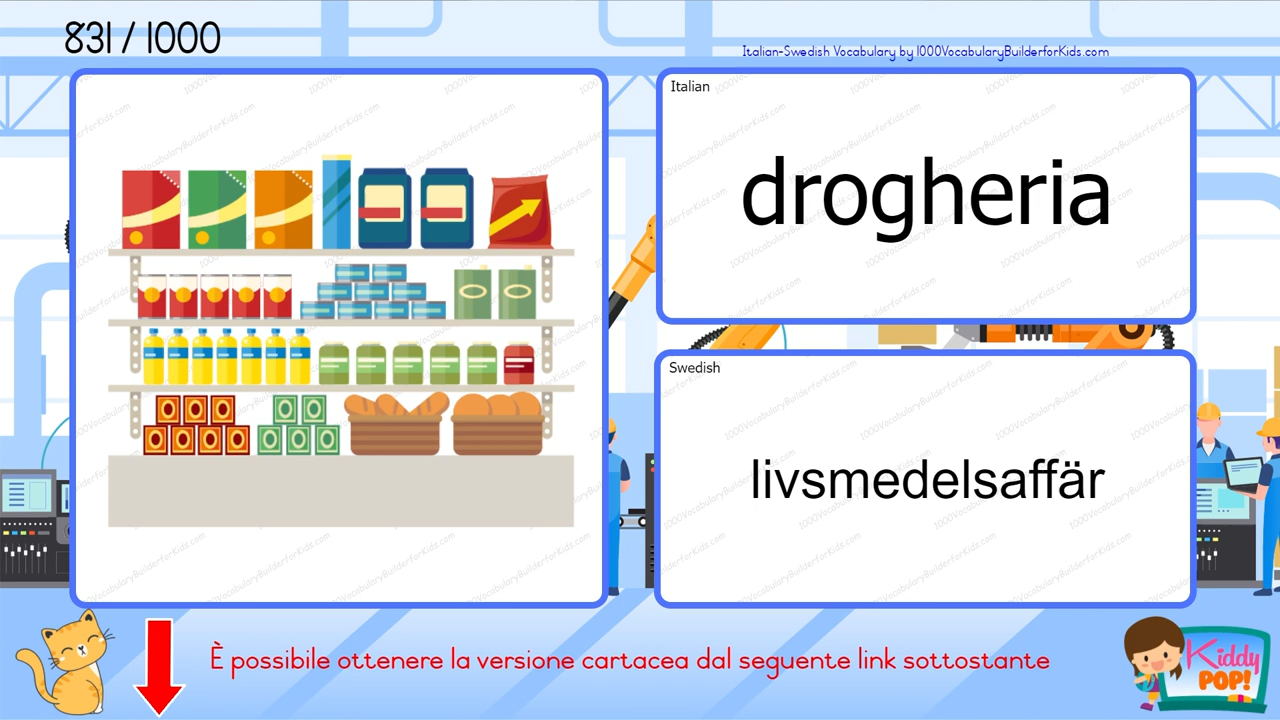 831 / 1000
Italian-Swedish Vocabulary by 1000VocabularyBuilderforKids.com
Italian
drogheria
Swedish
livsmedelsaffär
È possibile ottenere la versione cartacea dal seguente link sottostante
Kiddy
POP!